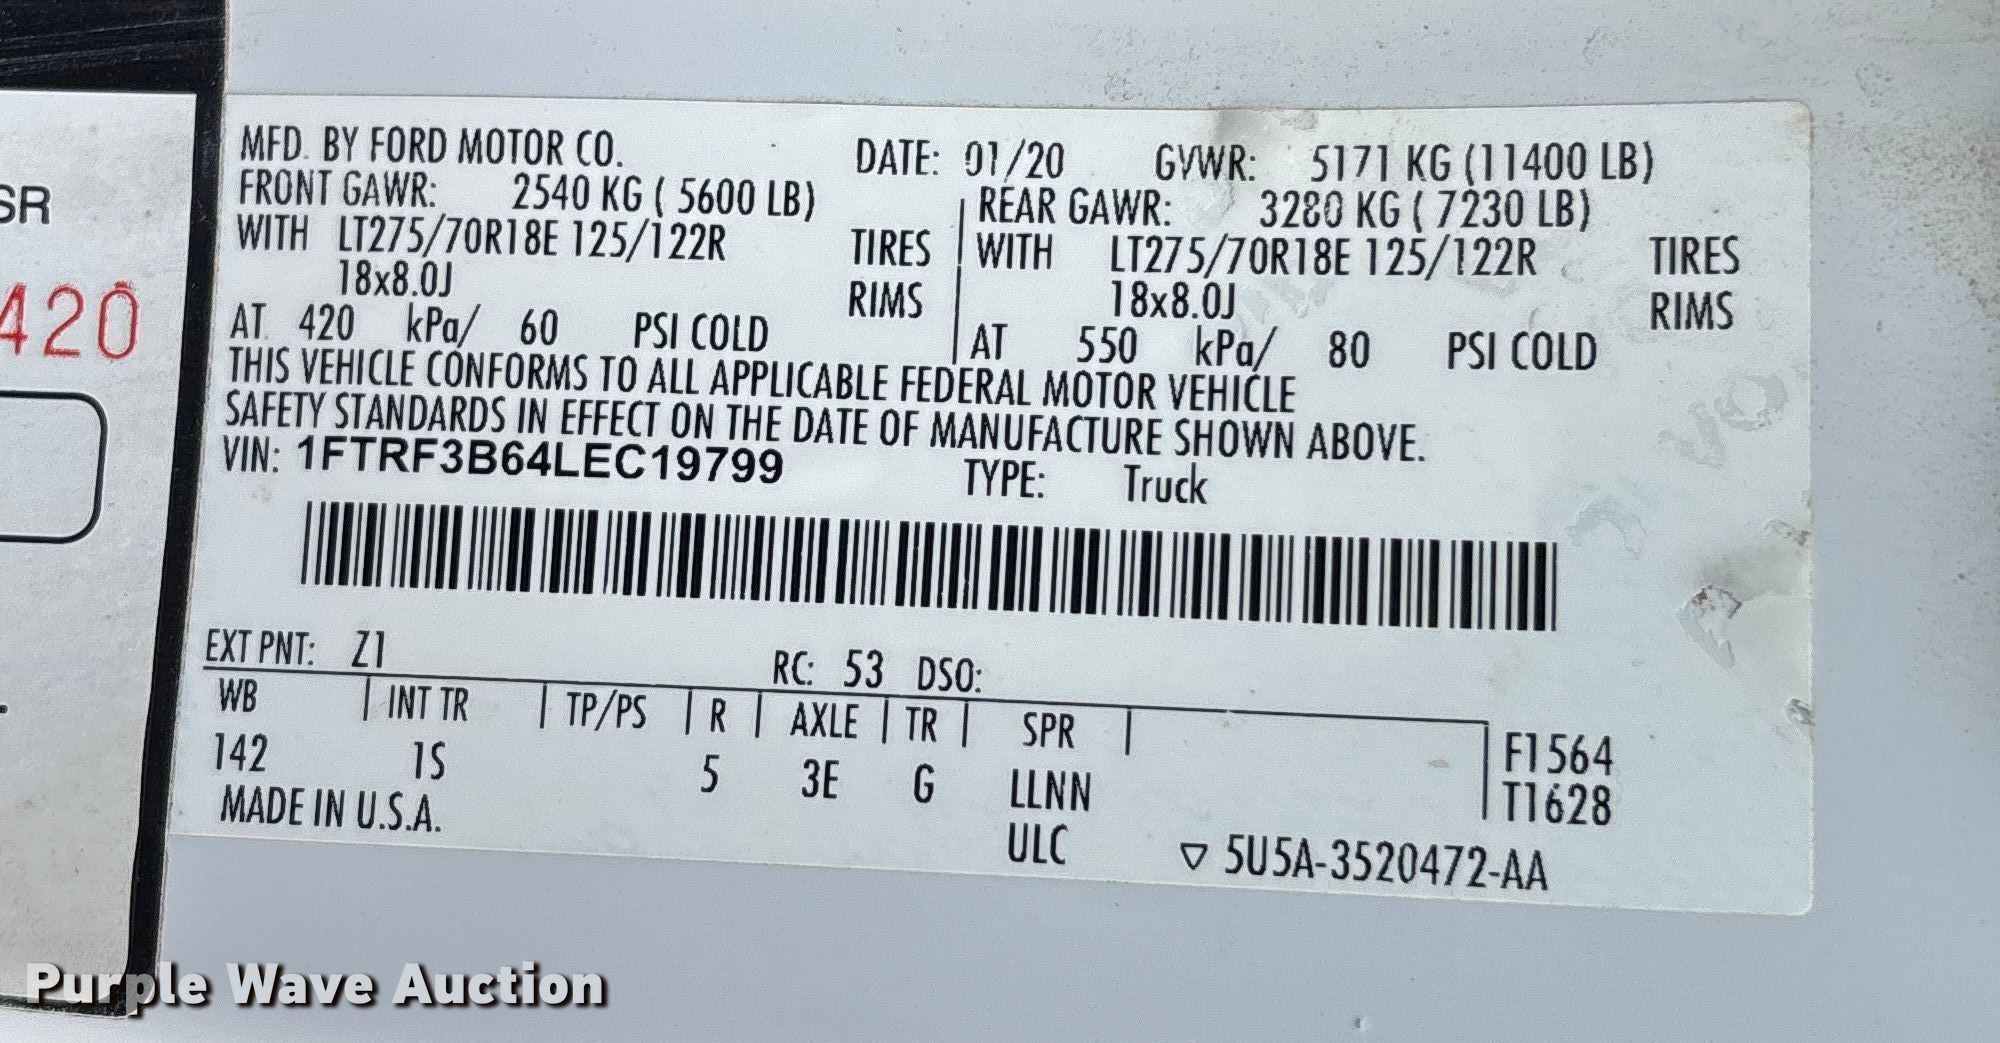 SR
420
MFD. BY FORD MOTOR CO. DATE: 01/20 GVWR: 5171 KG (11400 LB)
FRONT GAWR: 2540 KG ( 5600 LB) REAR GAWR: 3280 KG ( 7230 LB)
WITH LT275/70R18E 125/122R TIRES WITH LT275/70R18E 125/122R TIRES
18x8.0J RIMS 18x8.0J RIMS
AT 420 kPa/ 60 PSI COLD AT 550 kPa/ 80 PSI COLD
THIS VEHICLE CONFORMS TO ALL APPLICABLE FEDERAL MOTOR VEHICLE
SAFETY STANDARDS IN EFFECT ON THE DATE OF MANUFACTURE SHOWN ABOVE.
VIN: 1FTRF3B64LEC19799 TYPE: Truck
EXT PNT: Z1 RC: 53 DSO:
WB INT TR TP/PS R AXLE TR SPR
142 1S 5 3E G LLNN
F1564
T1628
MADE IN U.S.A. ULC ▽ 5U5A-3520472-AA
Purple Wave Auction